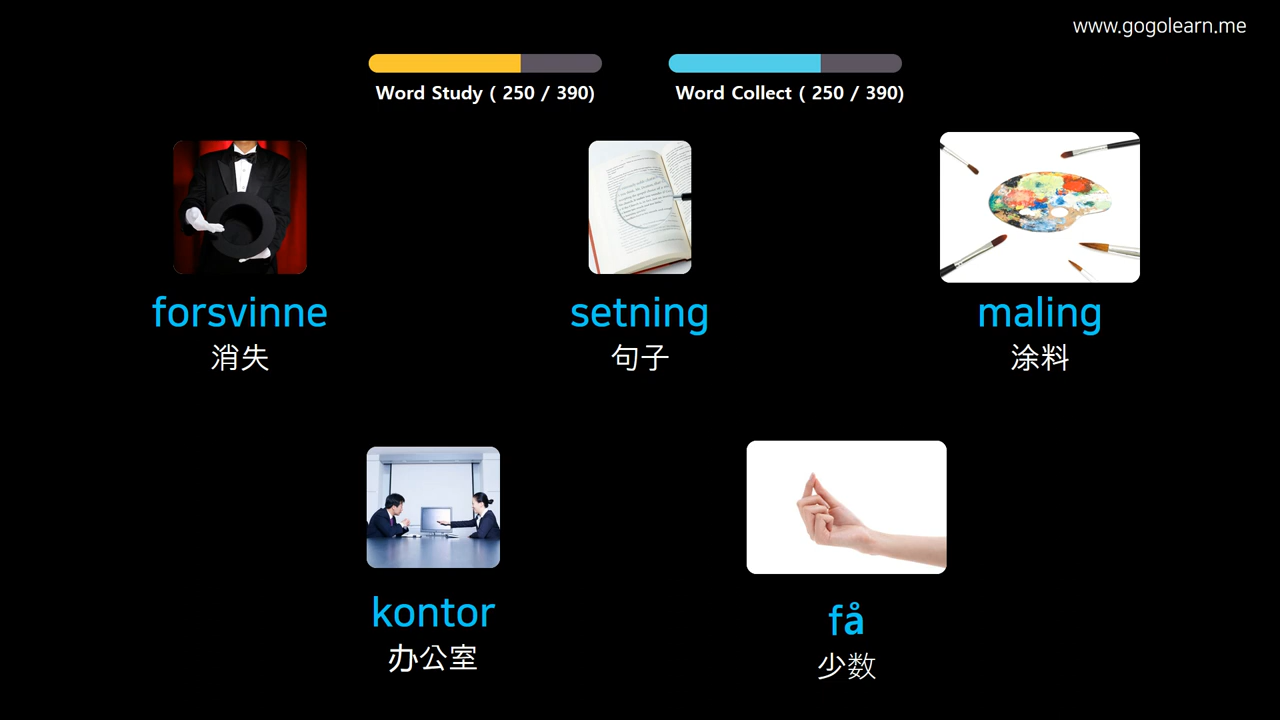 www.gogolearn.me
Word Study ( 250 / 390)
Word Collect ( 250 / 390)
forsvinne
消失
setning
句子
maling
涂料
kontor
办公室
få
少数